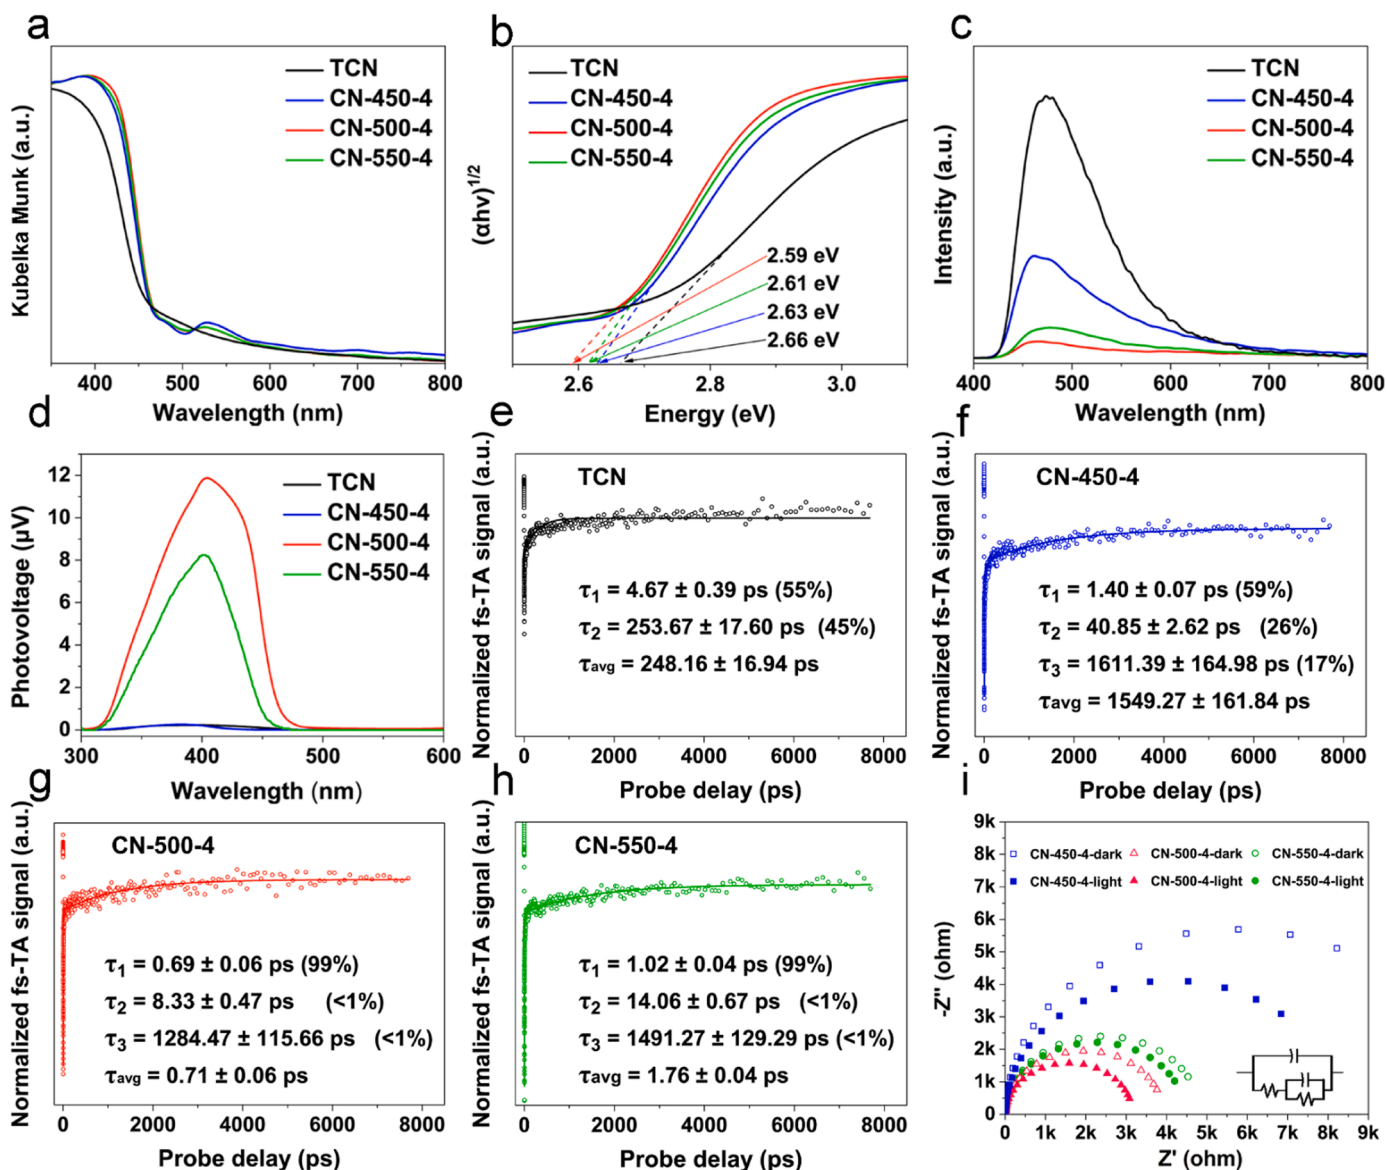 a
TCN
CN-450-4
CN-500-4
CN-550-4
Kubelka Munk (a.u.)
400 500 600 700 800
Wavelength (nm)
b
TCN
CN-450-4
CN-500-4
CN-550-4
(αhv)1/2
2.59 eV
2.61 eV
2.63 eV
2.66 eV
2.6 2.8 3.0
Energy (eV)
c
TCN
CN-450-4
CN-500-4
CN-550-4
Intensity (a.u.)
400 500 600 700 800
Wavelength (nm)
d
TCN
CN-450-4
CN-500-4
CN-550-4
Photovoltage (μV)
12
10
8
6
4
2
0
300 400 500 600
Wavelength (nm)
e
TCN
Normalized fs-TA signal (a.u.)
τ1 = 4.67 ± 0.39 ps (55%)
τ2 = 253.67 ± 17.60 ps (45%)
τavg = 248.16 ± 16.94 ps
0 2000 4000 6000 8000
Probe delay (ps)
f
CN-450-4
Normalized fs-TA signal (a.u.)
τ1 = 1.40 ± 0.07 ps (59%)
τ2 = 40.85 ± 2.62 ps (26%)
τ3 = 1611.39 ± 164.98 ps (17%)
τavg = 1549.27 ± 161.84 ps
0 2000 4000 6000 8000
Probe delay (ps)
g
CN-500-4
Normalized fs-TA signal (a.u.)
τ1 = 0.69 ± 0.06 ps (99%)
τ2 = 8.33 ± 0.47 ps (<1%)
τ3 = 1284.47 ± 115.66 ps (<1%)
τavg = 0.71 ± 0.06 ps
0 2000 4000 6000 8000
Probe delay (ps)
h
CN-550-4
Normalized fs-TA signal (a.u.)
τ1 = 1.02 ± 0.04 ps (99%)
τ2 = 14.06 ± 0.67 ps (<1%)
τ3 = 1491.27 ± 129.29 ps (<1%)
τavg = 1.76 ± 0.04 ps
0 2000 4000 6000 8000
Probe delay (ps)
i
CN-450-4-dark CN-500-4-dark CN-550-4-dark
CN-450-4-light CN-500-4-light CN-550-4-light
-Z'' (ohm)
9k
8k
7k
6k
5k
4k
3k
2k
1k
0
0 1k 2k 3k 4k 5k 6k 7k 8k 9k
Z' (ohm)